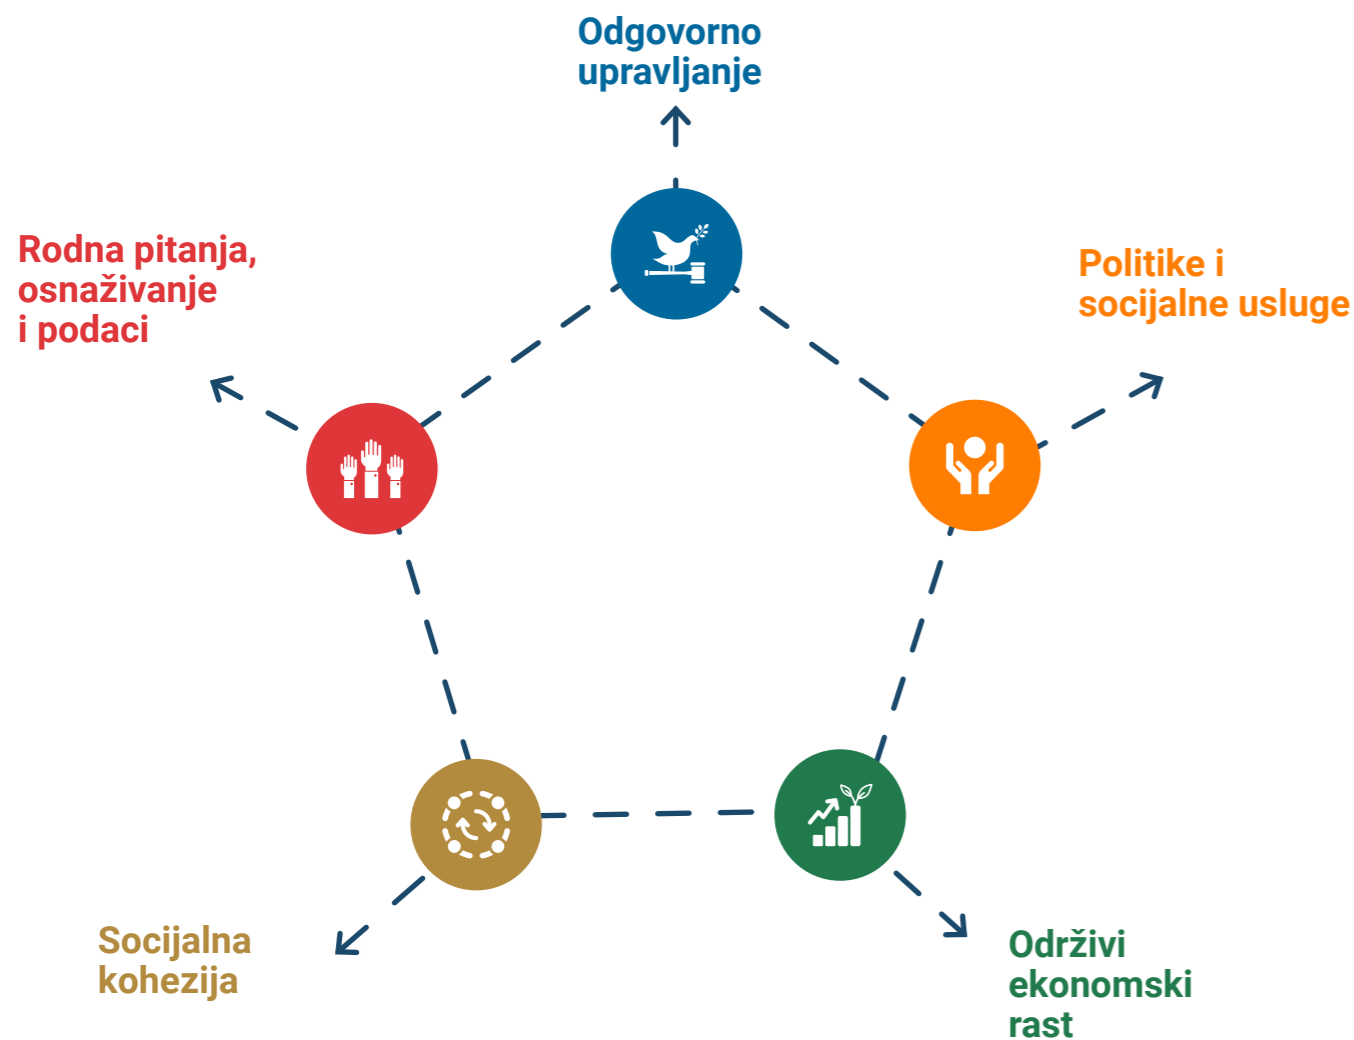 Odgovorno
upravljanje
Rodna pitanja,
osnaživanje
i podaci
Politike i
socijalne usluge
Socijalna
kohezija
Održivi
ekonomski
rast